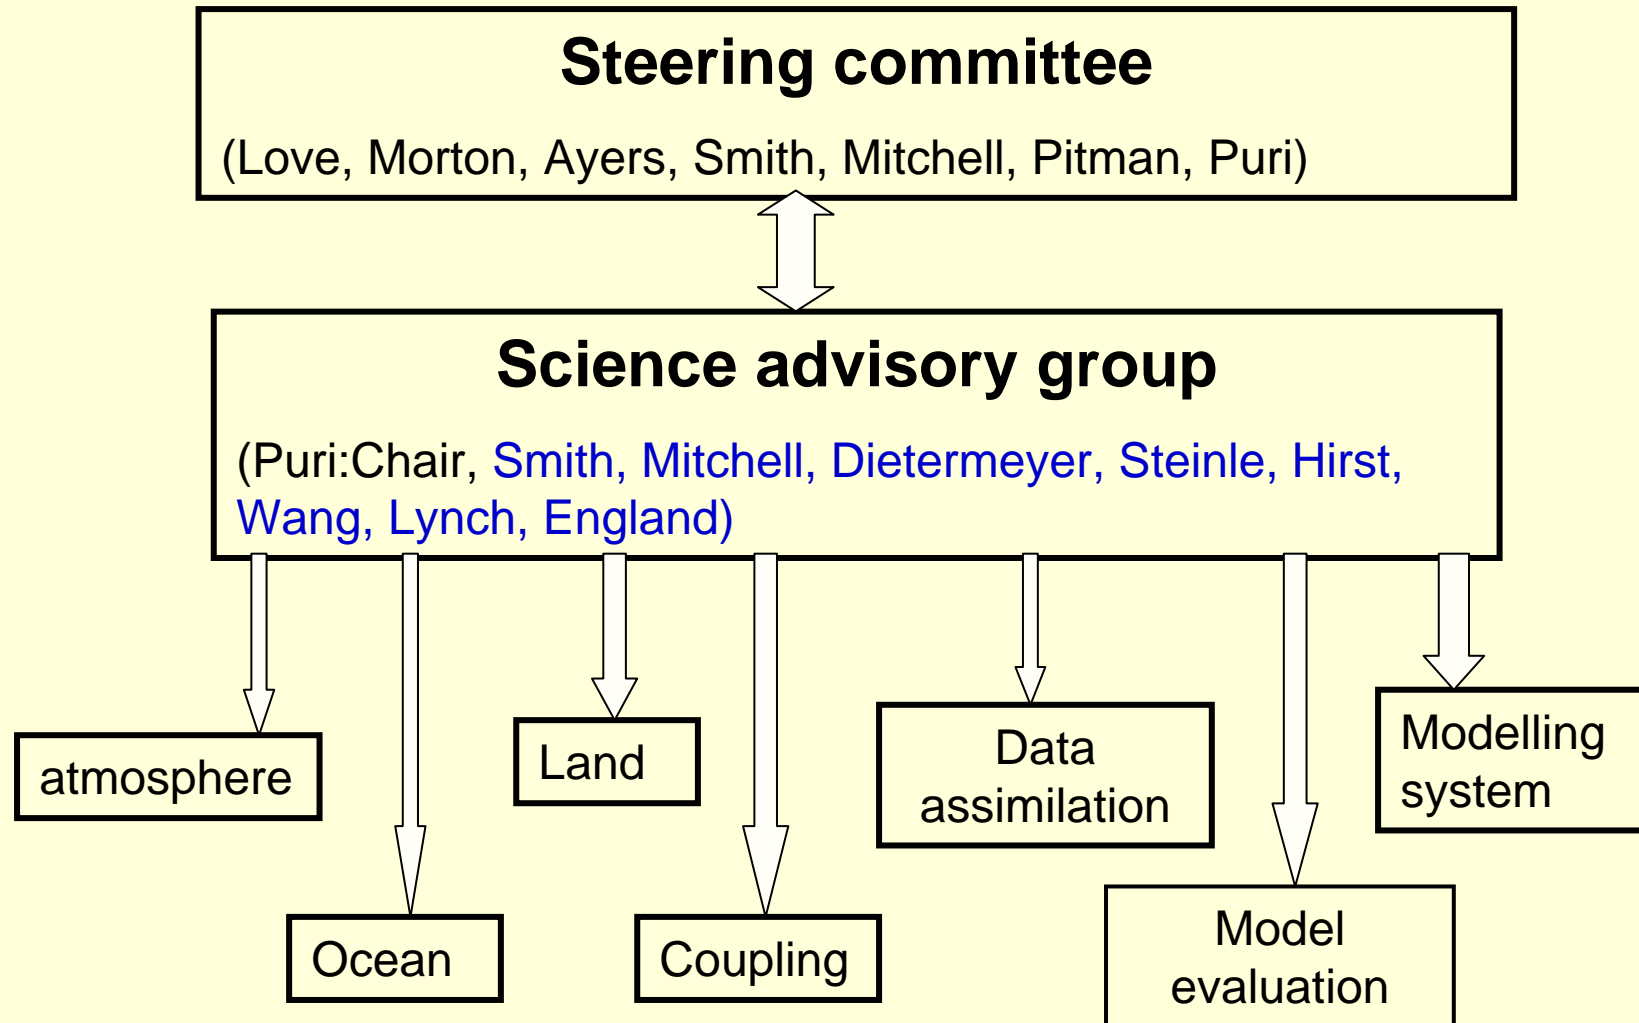 Steering committee
(Love, Morton, Ayers, Smith, Mitchell, Pitman, Puri)
Science advisory group
(Puri:Chair, Smith, Mitchell, Dietermeyer, Steinle, Hirst,
Wang, Lynch, England)
atmosphere
Ocean
Land
Coupling
Data
assimilation
Model
evaluation
Modelling
system